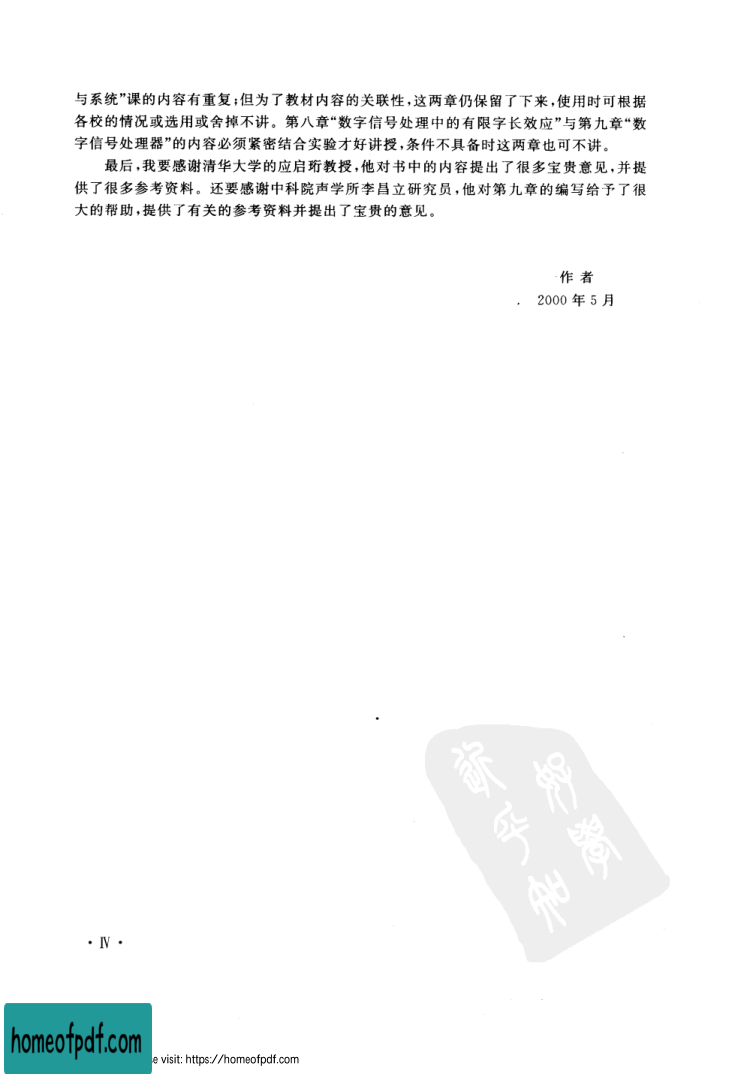 与系统”课的内容有重复;但为了教材内容的关联性,这两章仍保留了下来,使用时可根据
各校的情况或选用或舍掉不讲。第八章“数字信号处理中的有限字长效应”与第九章“数
字信号处理器”的内容必须紧密结合实验才好讲授,条件不具备时这两章也可不讲。
最后,我要感谢清华大学的应启珩教授,他对书中的内容提出了很多宝贵意见,并提
供了很多参考资料。还要感谢中科院声学所李昌立研究员,他对第九章的编写给予了很
大的帮助,提供了有关的参考资料并提出了宝贵的意见。
作 者
2000 年 5 月
好學
·Ⅳ·
homeofpdf.com
e visit: https://homeofpdf.com